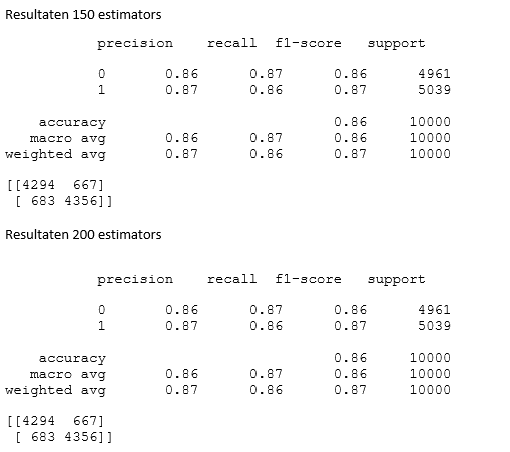 Resultaten 150 estimators
precision recall f1-score support
0 0.86 0.87 0.86 4961
1 0.87 0.86 0.87 5039
accuracy 0.86 10000
macro avg 0.86 0.87 0.86 10000
weighted avg 0.87 0.86 0.87 10000
[[4294 667]
[ 683 4356]]
Resultaten 200 estimators
precision recall f1-score support
0 0.86 0.87 0.86 4961
1 0.87 0.86 0.87 5039
accuracy 0.86 10000
macro avg 0.86 0.87 0.86 10000
weighted avg 0.87 0.86 0.87 10000
[[4294 667]
[ 683 4356]]